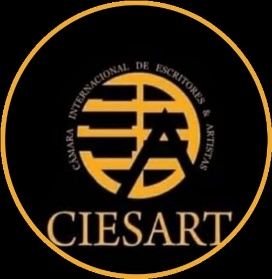 CÁMARA INTERNACIONAL DE ESCRITORES & ARTISTAS
CIESART